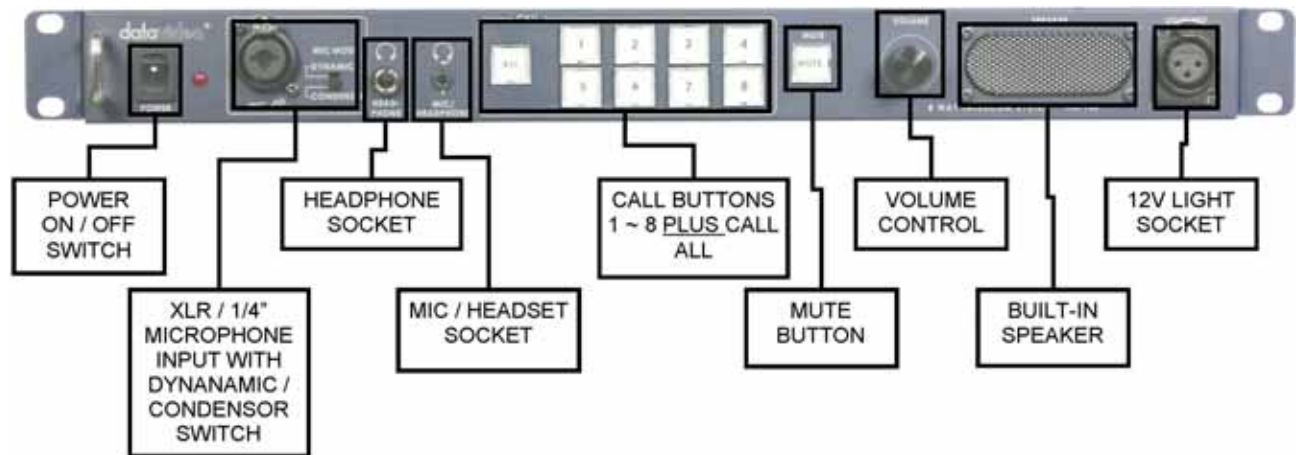 datavideo
POWER
MIC MODE
DYNAMIC
HEAD-
PHONE
MIC/
HEADPHONE
ALL
1 2 3 4
5 6 7 8
MUTE
MUTE
VOLUME
SPEAKER
POWER
ON / OFF
SWITCH
HEADPHONE
SOCKET
CALL BUTTONS
1 ~ 8 PLUS CALL
ALL
VOLUME
CONTROL
12V LIGHT
SOCKET
XLR / 1/4"
MICROPHONE
INPUT WITH
DYNANAMIC /
CONDENSOR
SWITCH
MIC / HEADSET
SOCKET
MUTE
BUTTON
BUILT-IN
SPEAKER